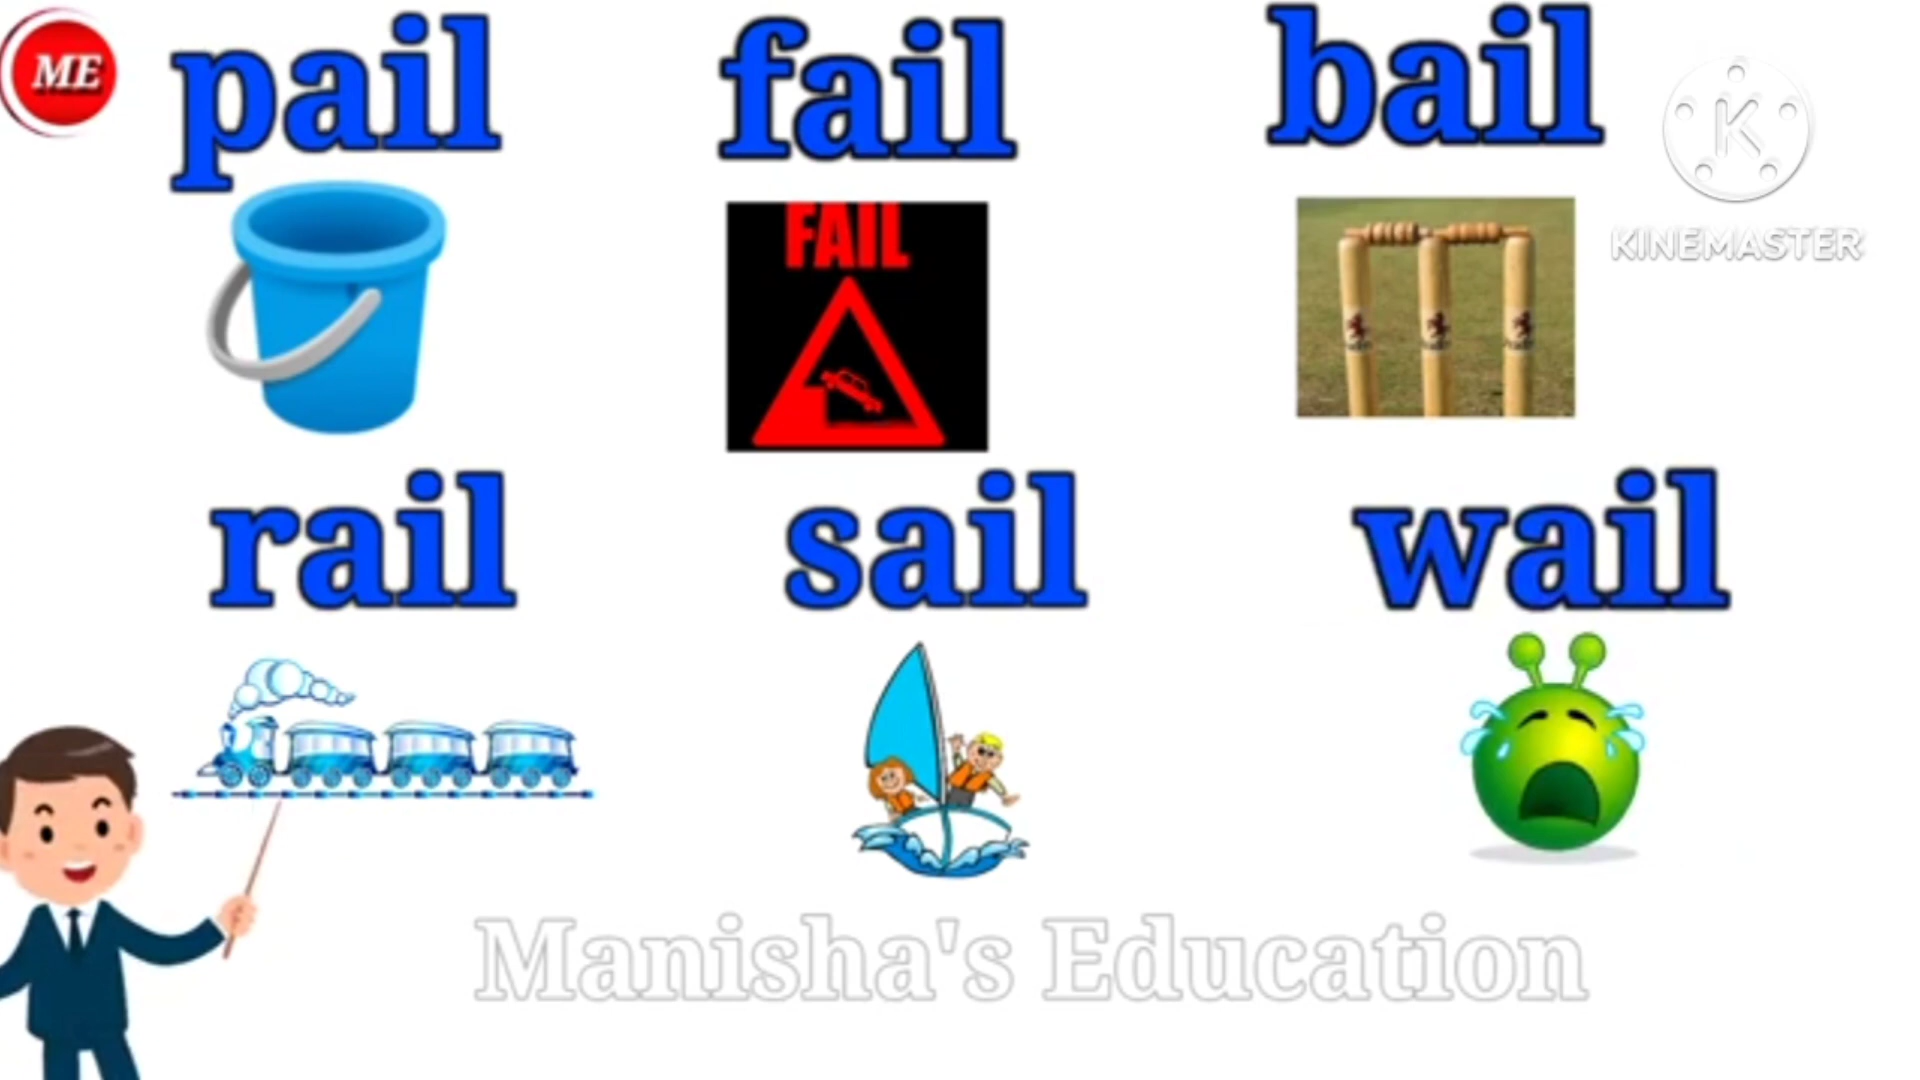 ME
pail fail bail
K
KINEMASTER
FAIL
rail sail wail
Manisha's Education